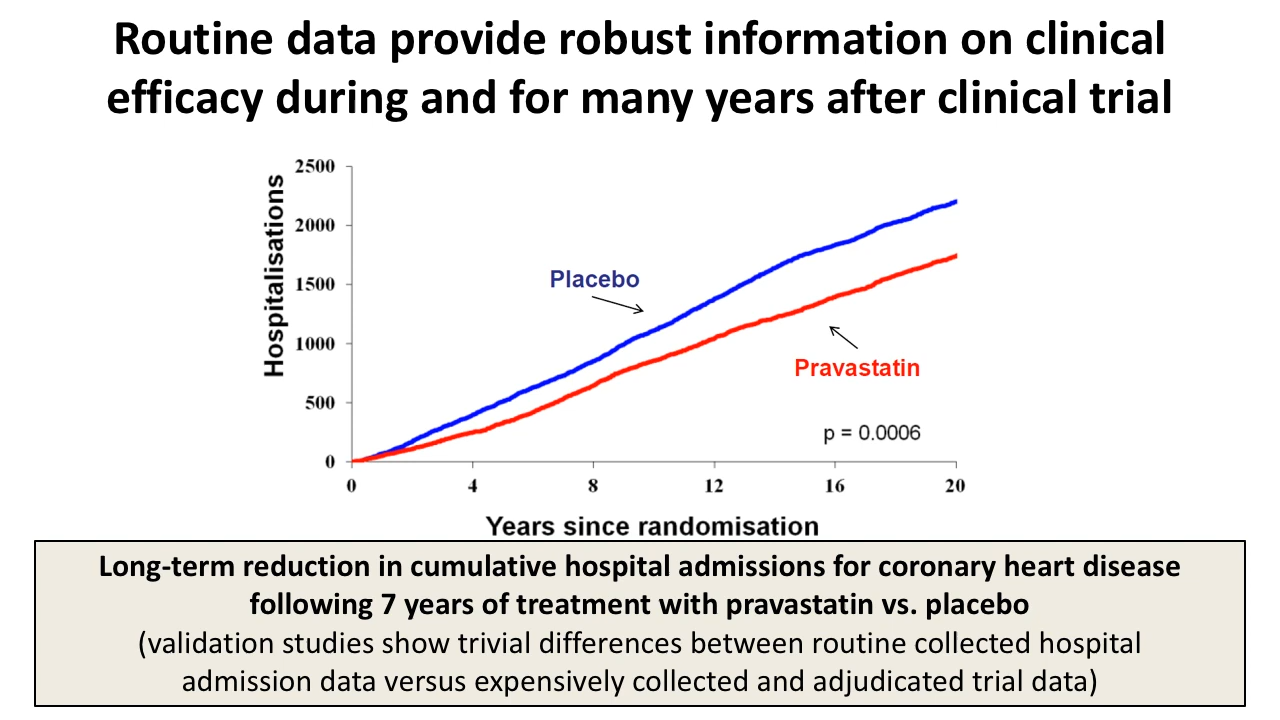 Routine data provide robust information on clinical
efficacy during and for many years after clinical trial
2500
2000
1500
1000
500
0
Hospitalisations
Placebo
Pravastatin
p = 0.0006
0 4 8 12 16 20
Years since randomisation
Long-term reduction in cumulative hospital admissions for coronary heart disease
following 7 years of treatment with pravastatin vs. placebo
(validation studies show trivial differences between routine collected hospital
admission data versus expensively collected and adjudicated trial data)